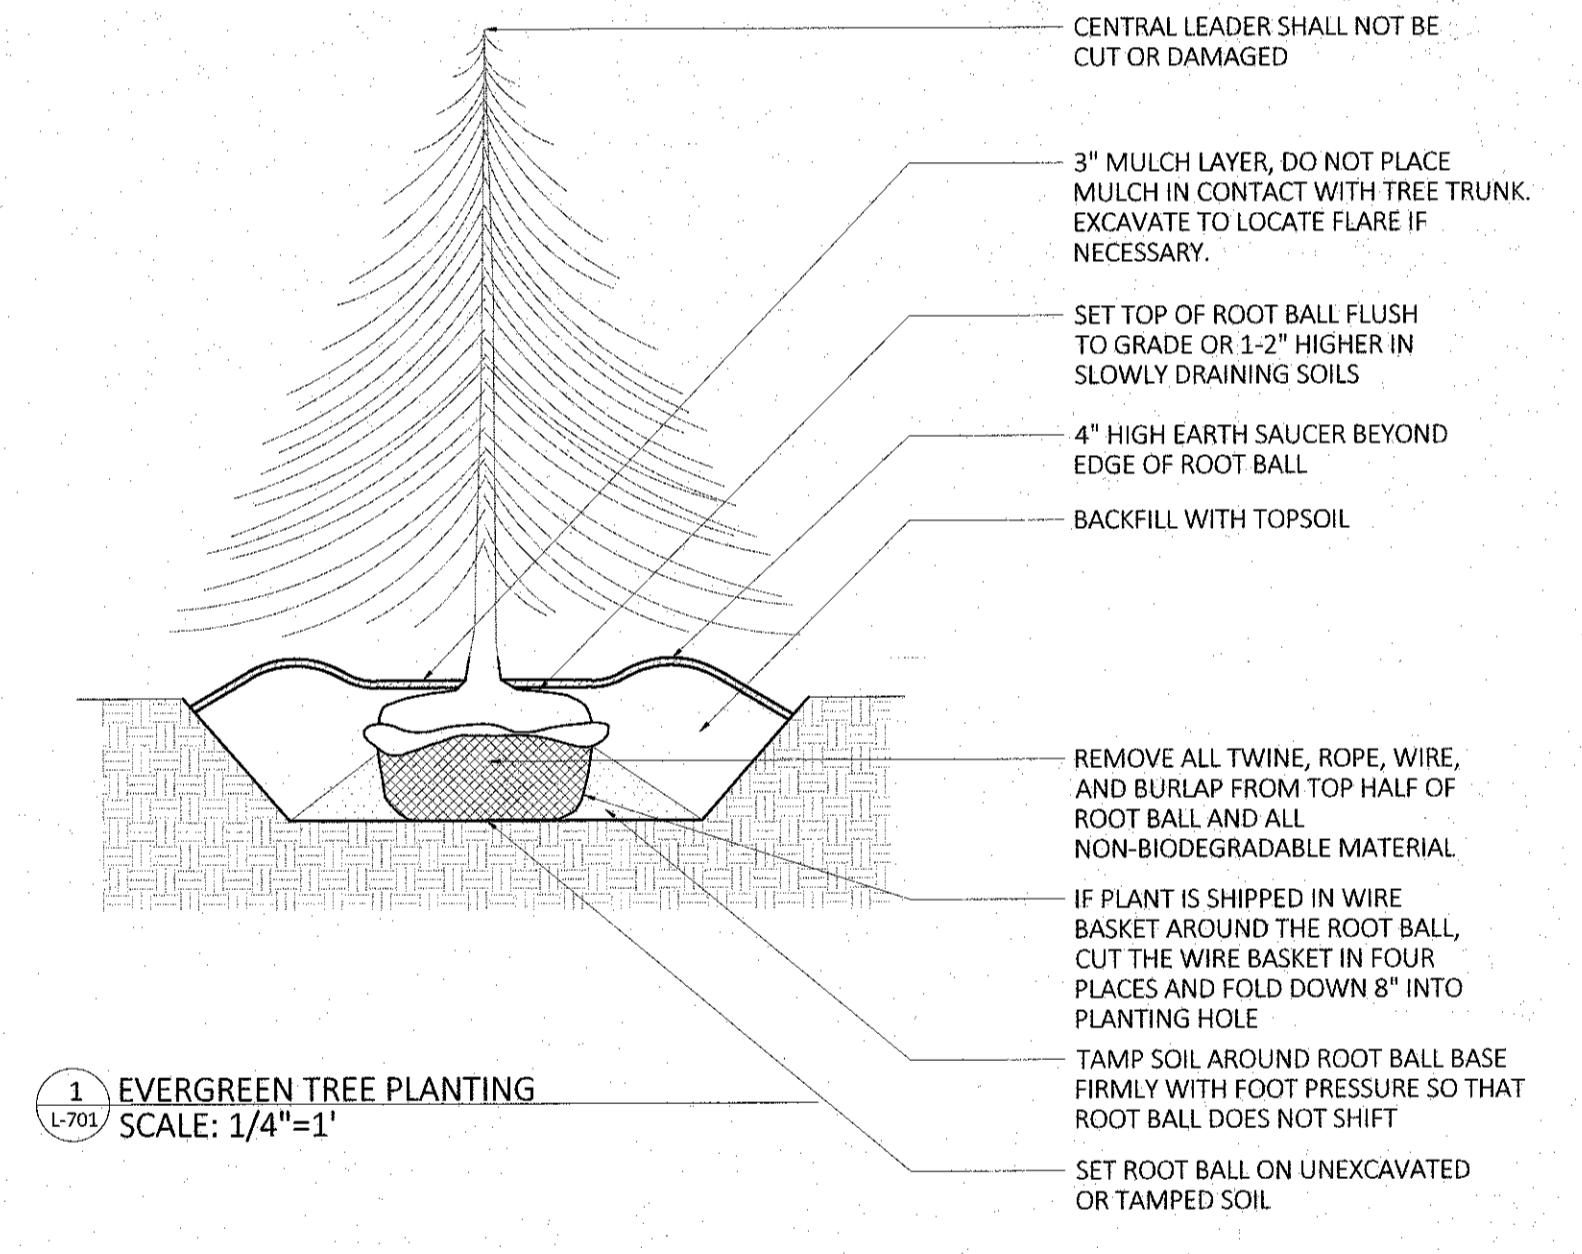 CENTRAL LEADER SHALL NOT BE
CUT OR DAMAGED
3" MULCH LAYER, DO NOT PLACE
MULCH IN CONTACT WITH TREE TRUNK.
EXCAVATE TO LOCATE FLARE IF
NECESSARY.
SET TOP OF ROOT BALL FLUSH
TO GRADE OR 1-2" HIGHER IN
SLOWLY DRAINING SOILS
4" HIGH EARTH SAUCER BEYOND
EDGE OF ROOT BALL
BACKFILL WITH TOPSOIL
REMOVE ALL TWINE, ROPE, WIRE,
AND BURLAP FROM TOP HALF OF
ROOT BALL AND ALL
NON-BIODEGRADABLE MATERIAL
IF PLANT IS SHIPPED IN WIRE
BASKET AROUND THE ROOT BALL,
CUT THE WIRE BASKET IN FOUR
PLACES AND FOLD DOWN 8" INTO
PLANTING HOLE
TAMP SOIL AROUND ROOT BALL BASE
FIRMLY WITH FOOT PRESSURE SO THAT
ROOT BALL DOES NOT SHIFT
SET ROOT BALL ON UNEXCAVATED
OR TAMPED SOIL
1
L-701
EVERGREEN TREE PLANTING
SCALE: 1/4"=1'